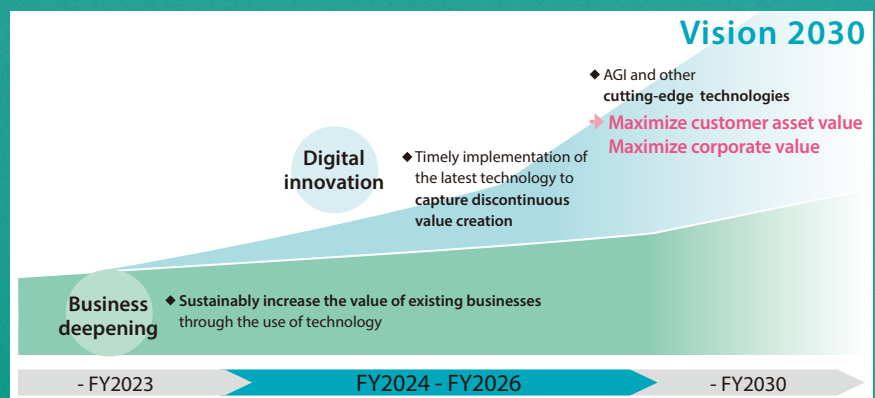 Vision 2030
◆ AGI and other
cutting-edge technologies
Maximize customer asset value
Maximize corporate value
Digital
innovation
◆ Timely implementation of
the latest technology to
capture discontinuous
value creation
Business
deepening
◆ Sustainably increase the value of existing businesses
through the use of technology
- FY2023
FY2024 - FY2026
- FY2030